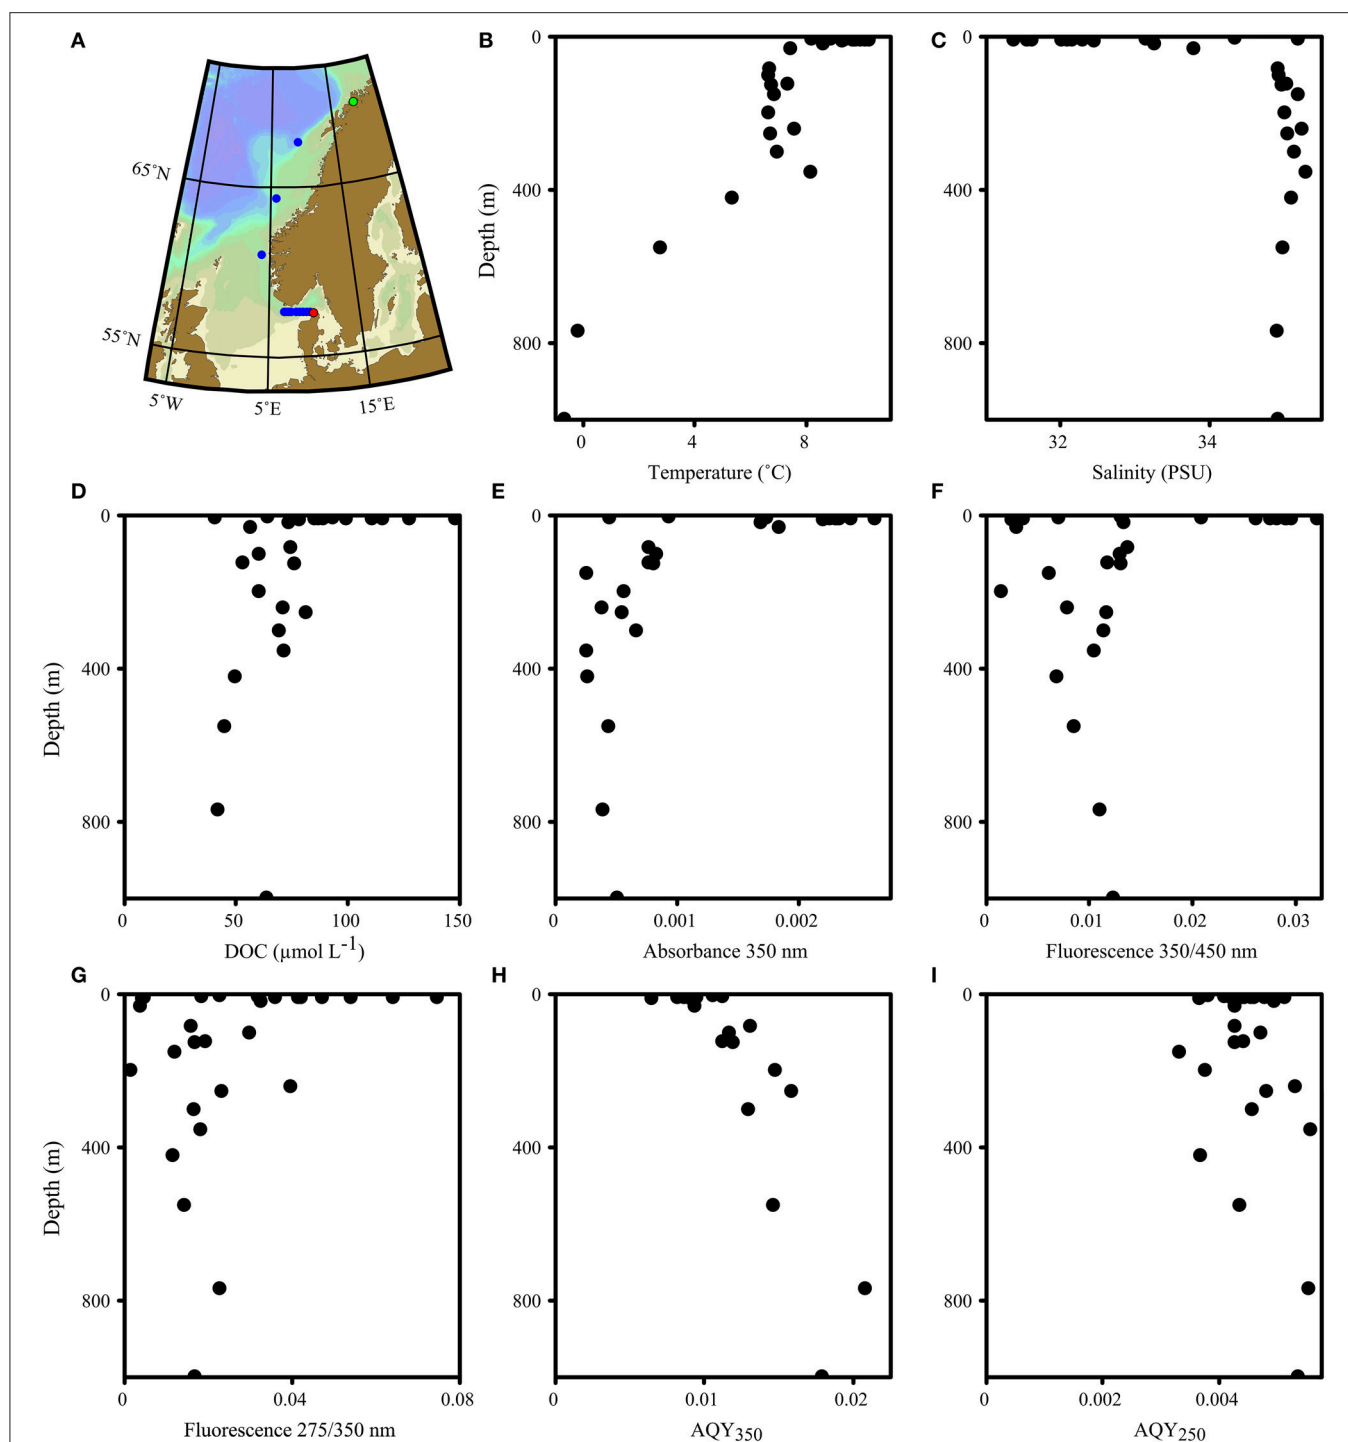 A
65˚N
55˚N
5˚W
5˚E
15˚E
B
0
400
800
Depth (m)
0
4
8
Temperature (˚C)
C
0
400
800
32
34
Salinity (PSU)
D
0
400
800
Depth (m)
0
50
100
150
DOC (µmol L-1)
E
0
400
800
0
0.001
0.002
Absorbance 350 nm
F
0
400
800
0
0.01
0.02
0.03
Fluorescence 350/450 nm
G
0
400
800
Depth (m)
0
0.04
0.08
Fluorescence 275/350 nm
H
0
400
800
0
0.01
0.02
AQY350
I
0
400
800
0
0.002
0.004
AQY250